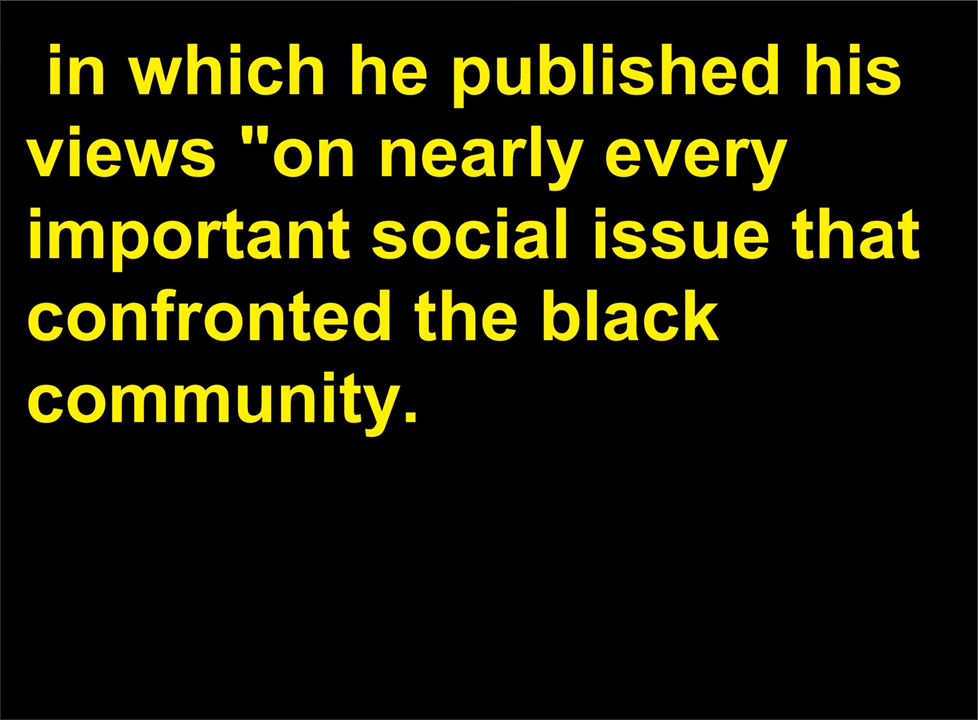 in which he published his
views "on nearly every
important social issue that
confronted the black
community.